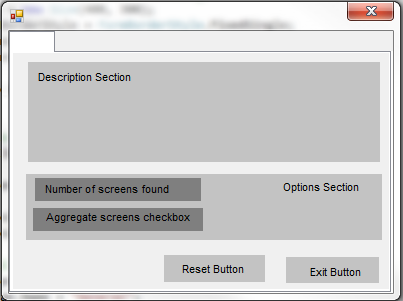 Description Section
Number of screens found
Options Section
Aggregate screens checkbox
Reset Button
Exit Button